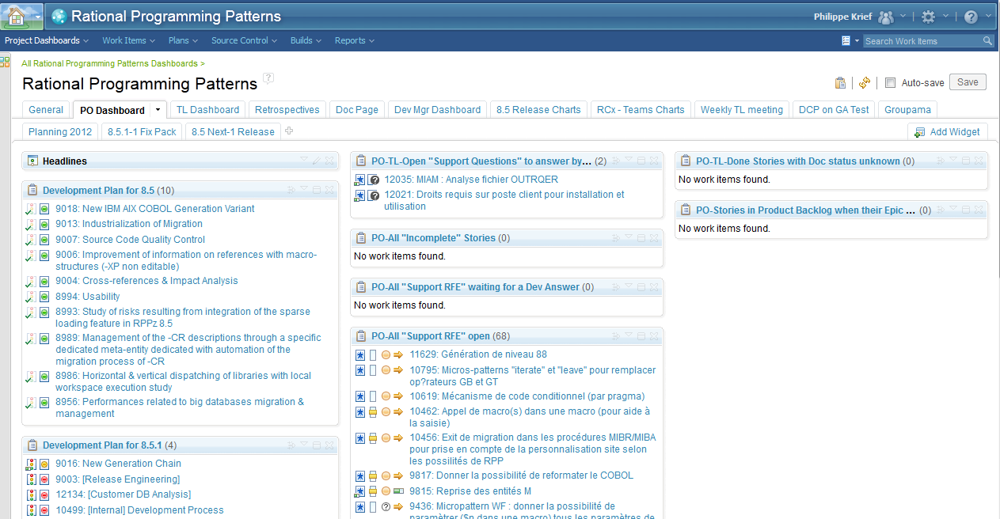 Rational Programming Patterns
Philippe Krief
Project Dashboards Work Items Plans Source Control Builds Reports
Search Work Items
All Rational Programming Patterns Dashboards >
Rational Programming Patterns ?
Auto-save Save
General PO Dashboard TL Dashboard Retrospectives Doc Page Dev Mgr Dashboard 8.5 Release Charts RCx - Teams Charts Weekly TL meeting DCP on GA Test Groupama
Planning 2012 8.5.1-1 Fix Pack 8.5 Next-1 Release
Add Widget
Headlines
Development Plan for 8.5 (10)
9018: New IBM AIX COBOL Generation Variant
9013: Industrialization of Migration
9007: Source Code Quality Control
9006: Improvement of information on references with macro-
structures (-XP non editable)
9004: Cross-references & Impact Analysis
8994: Usability
8993: Study of risks resulting from integration of the sparse
loading feature in RPPz 8.5
8989: Management of the -CR descriptions through a specific
dedicated meta-entity dedicated with automation of the
migration process of -CR
8986: Horizontal & vertical dispatching of libraries with local
workspace execution study
8956: Performances related to big databases migration &
management
Development Plan for 8.5.1 (4)
9016: New Generation Chain
9003: [Release Engineering]
12134: [Customer DB Analysis]
10499: [Internal] Development Process
PO-TL-Open "Support Questions" to answer by... (2)
12035: MIAM : Analyse fichier OUTRQER
12021: Droits requis sur poste client pour installation et
utilisation
PO-All "Incomplete" Stories (0)
No work items found.
PO-All "Support RFE" waiting for a Dev Answer (0)
No work items found.
PO-All "Support RFE" open (68)
11629: Génération de niveau 88
10795: Micros-patterns "iterate" et "leave" pour remplacer
op?rateurs GB et GT
10619: Mécanisme de code conditionnel (par pragma)
10462: Appel de macro(s) dans une macro (pour aide à
la saisie)
10456: Exit de migration dans les procédures MIBR/MIBA
pour prise en compte de la personnalisation site selon
les possilités de RPP
9817: Donner la possibilité de reformater le COBOL
9815: Reprise des entités M
9436: Micropattern WF : donner la possibilité de
paramètrer ($n dans une macro) tous les paramètres de
PO-TL-Done Stories with Doc status unknown (0)
No work items found.
PO-Stories in Product Backlog when their Epic ... (0)
No work items found.